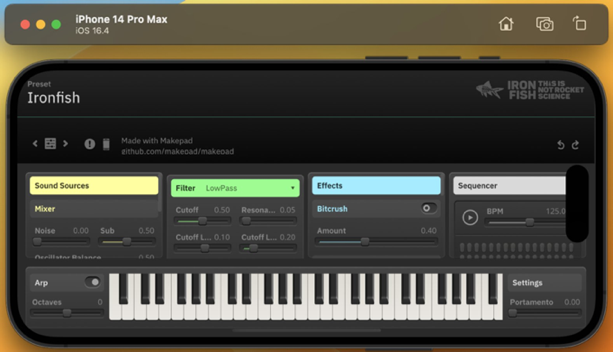 iPhone 14 Pro Max
iOS 16.4
Preset
Ironfish
IRON FISH
THIS IS NOT ROCKET SCIENCE
Made with Makepad
github.com/makepad/makepad
Sound Sources
Mixer
Noise 0.00 Sub 0.50
Oscillator Balance 0.50
Filter LowPass
Cutoff 0.50 Resona... 0.05
Cutoff L... 0.10 Cutoff L... 0.20
Effects
Bitcrush
Amount 0.40
Sequencer
BPM 125.0
Arp
Octaves 0
Settings
Portamento 0.00